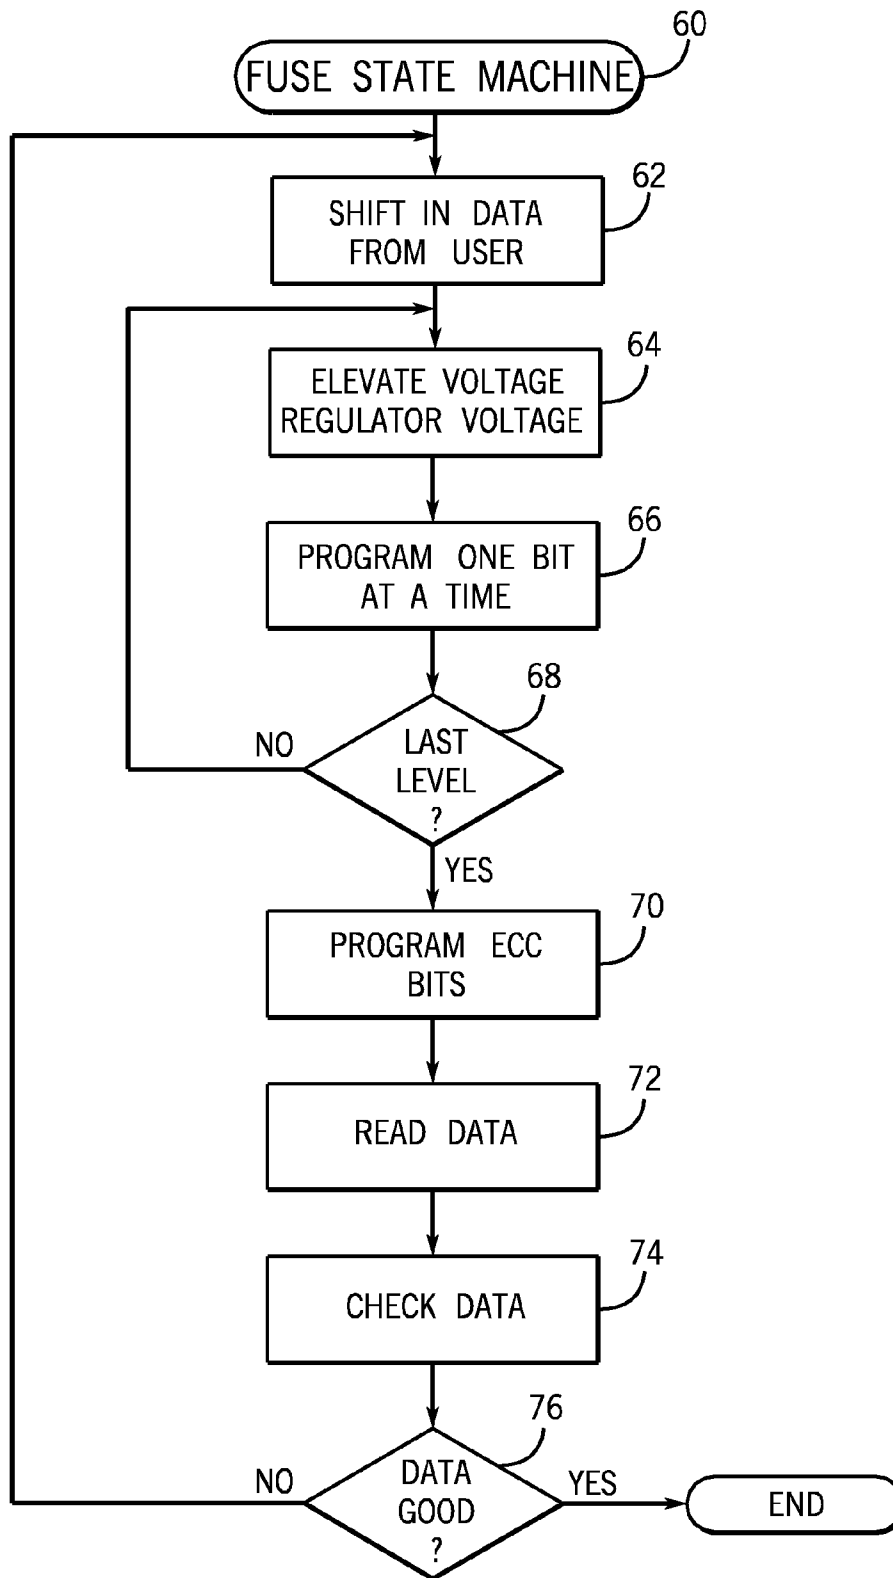 60
FUSE STATE MACHINE
62
SHIFT IN DATA
FROM USER
64
ELEVATE VOLTAGE
REGULATOR VOLTAGE
66
PROGRAM ONE BIT
AT A TIME
68
NO
LAST
LEVEL
?
YES
70
PROGRAM ECC
BITS
72
READ DATA
74
CHECK DATA
76
NO
DATA
GOOD
?
YES
END